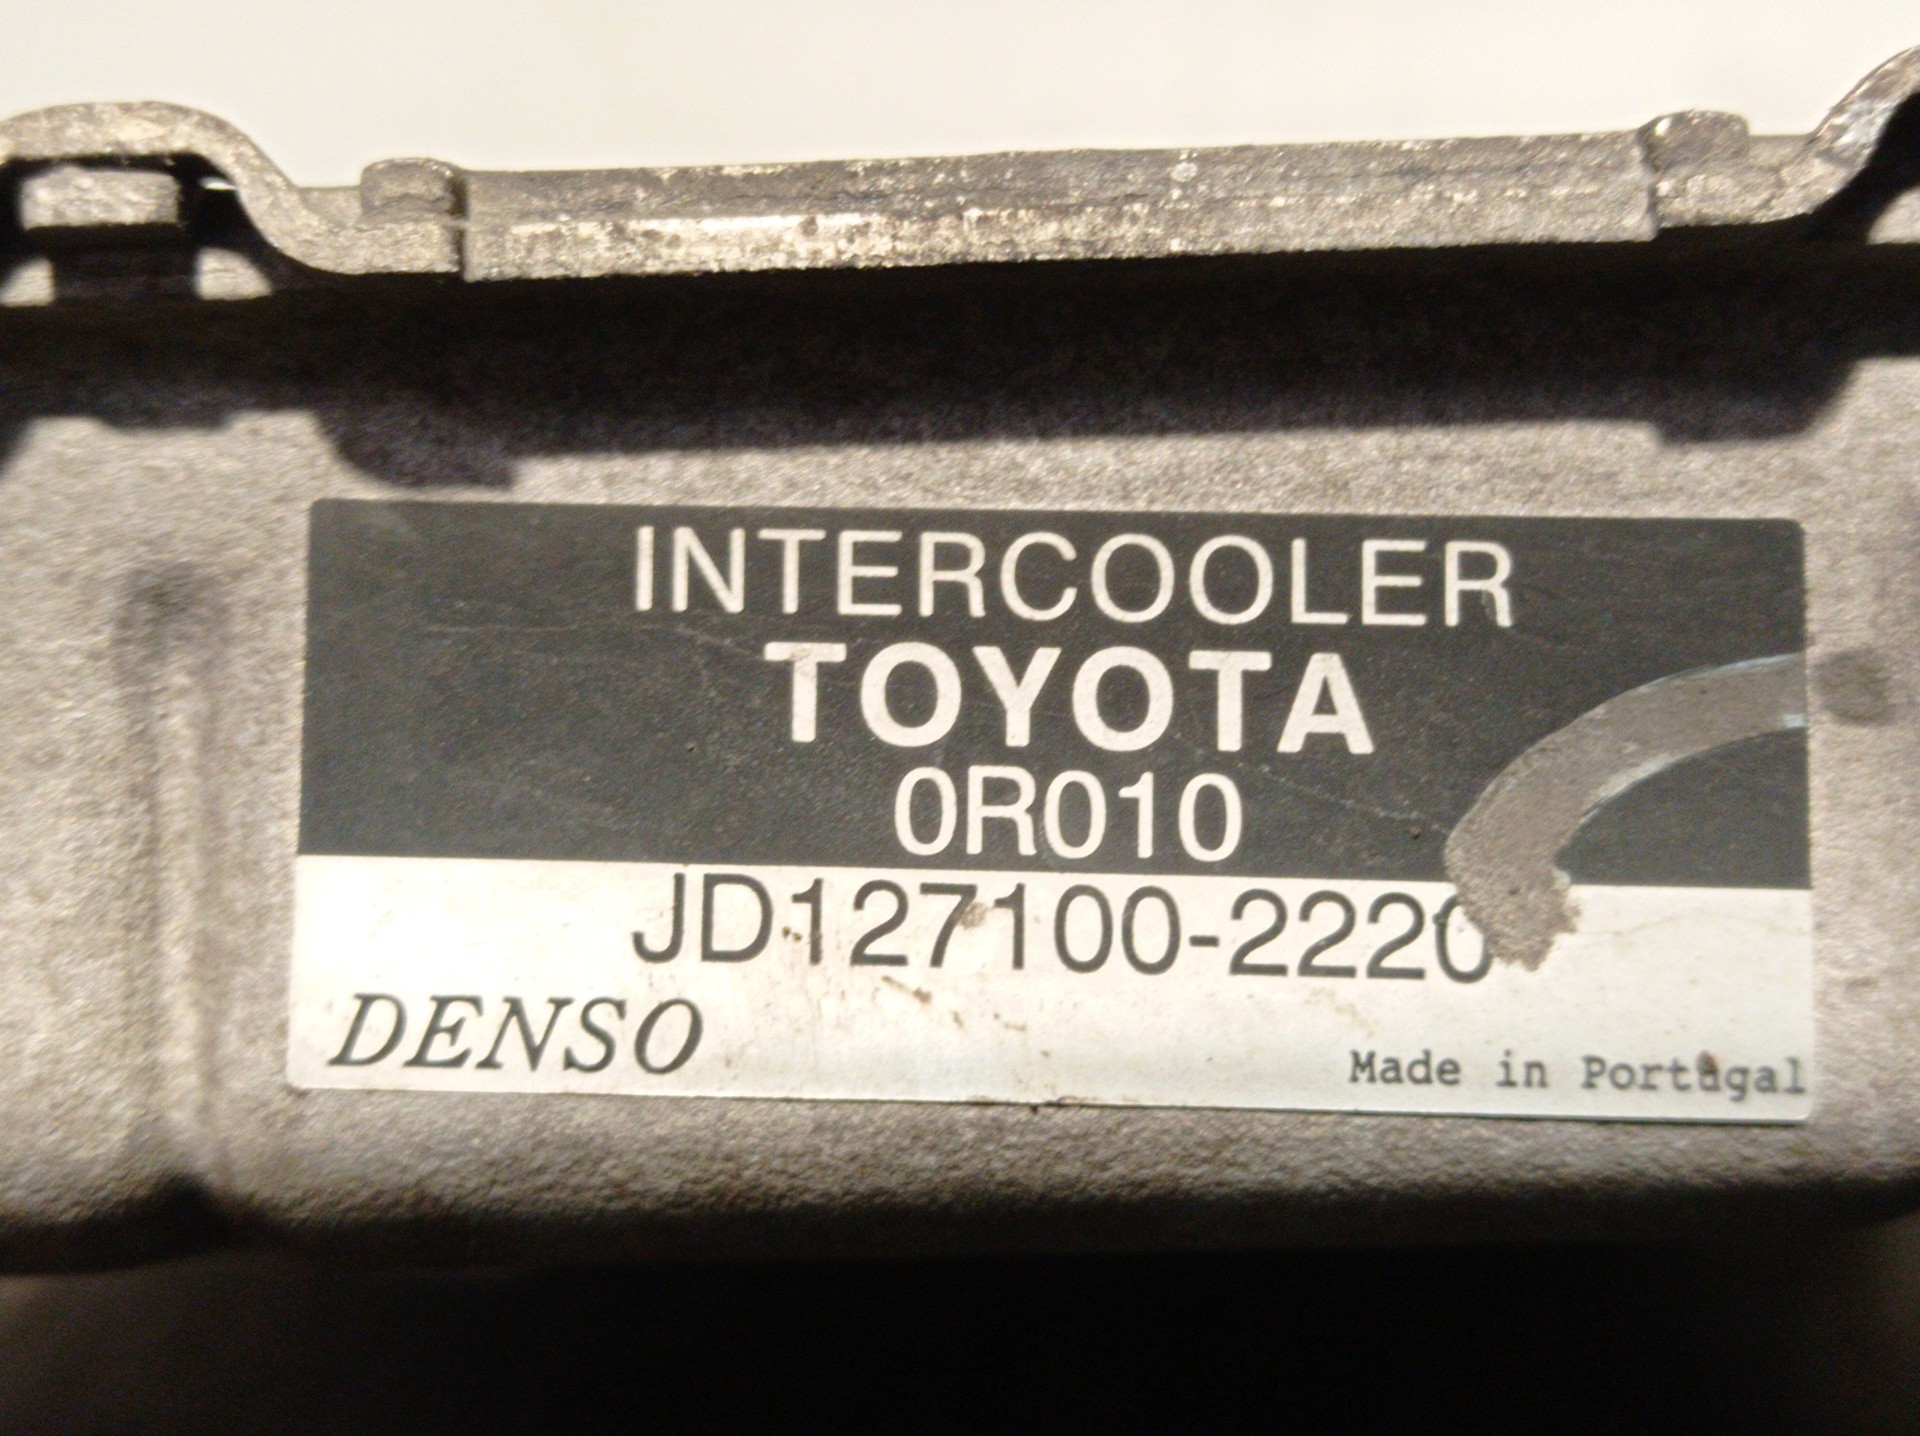 INTERCOOLER
TOYOTA
0R010
JD127100-2220
DENSO
Made in Portugal